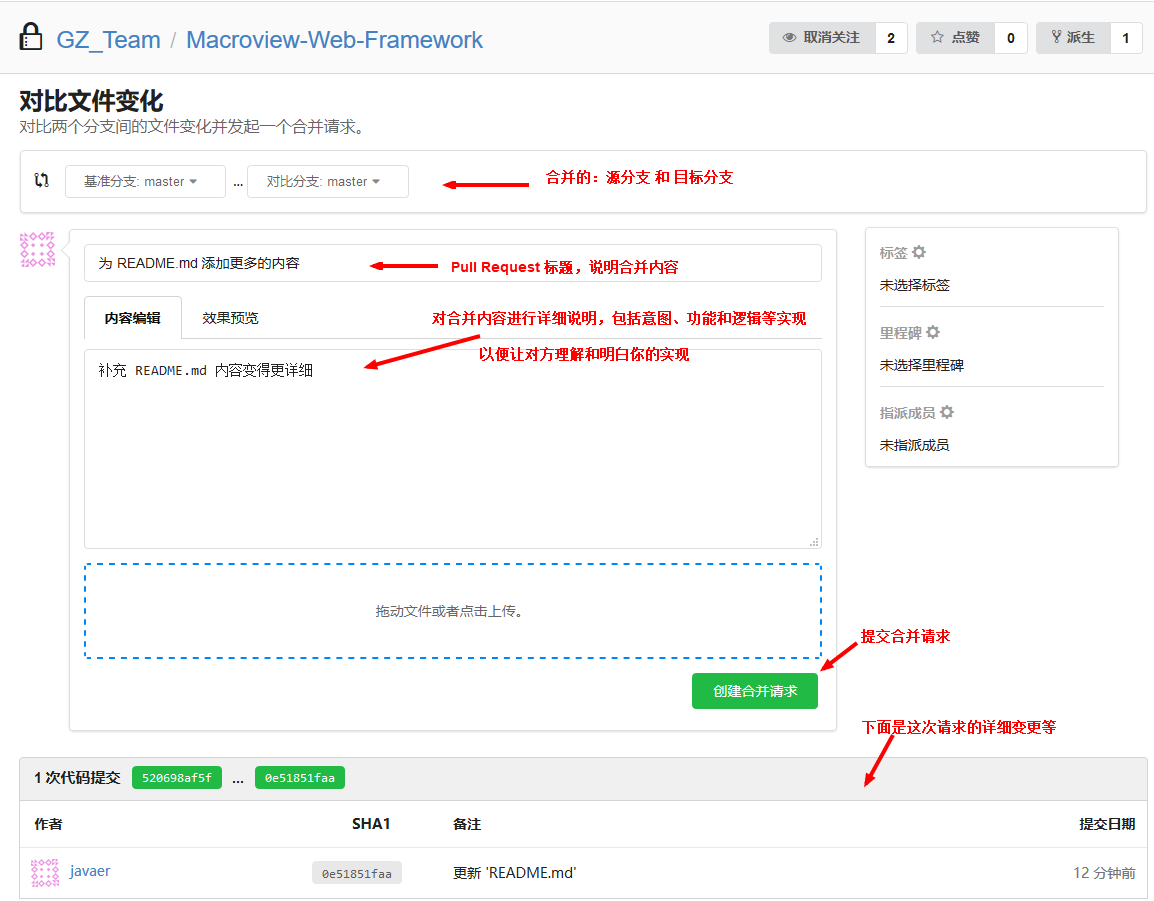 GZ_Team / Macroview-Web-Framework
取消关注 2
点赞 0
派生 1
对比文件变化
对比两个分支间的文件变化并发起一个合并请求。
基准分支: master ... 对比分支: master
合并的：源分支 和 目标分支
为 README.md 添加更多的内容
Pull Request 标题，说明合并内容
内容编辑 效果预览
对合并内容进行详细说明，包括意图、功能和逻辑等实现
以便让对方理解和明白你的实现
补充 README.md 内容变得更详细
标签
未选择标签
里程碑
未选择里程碑
指派成员
未指派成员
拖动文件或者点击上传。
提交合并请求
创建合并请求
下面是这次请求的详细变更等
1 次代码提交 520698af5f ... 0e51851faa
作者 SHA1 备注 提交日期
javaer 0e51851faa 更新 'README.md' 12 分钟前